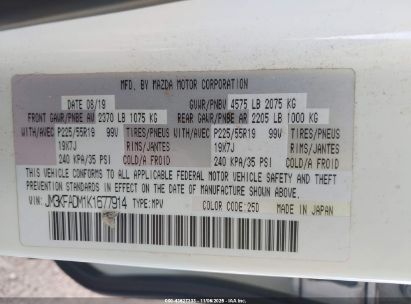 MFD. BY MAZDA MOTOR CORPORATION
DATE 08/19 GVWR/PNBV 4575 LB 2075 KG
FRONT GAWR/PNBE AV 2370 LB 1075 KG REAR GAWR/PNBE AR 2205 LB 1000 KG
WITH/AVEC P225/55R19 99V TIRES/PNEUS WITH/AVEC P225/55R19 99V TIRES/PNEUS
19X7J RIMS/JANTES 19X7J RIMS/JANTES
240 KPA/35 PSI COLD/A FROID 240 KPA/35 PSI COLD/A FROID
THIS VEHICLE CONFORMS TO ALL APPLICABLE FEDERAL MOTOR VEHICLE SAFETY, BUMPER, AND THEFT
PREVENTION STANDARDS IN EFFECT ON THE DATE OF MANUFACTURE SHOWN ABOVE.
VIN: JM3KFADM1K1677914 TYPE: MPV COLOR CODE: 25D MADE IN JAPAN